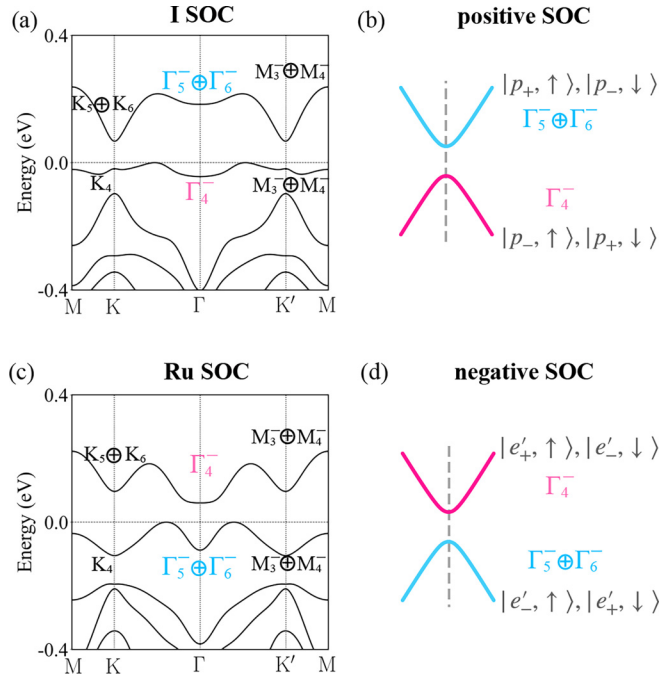 (a)
I SOC
0.4
Γ₅⁻⊕Γ₆⁻
M₃⁻⊕M₄⁻
K₅⊕K₆
Energy (eV)
0.0
K₄
Γ₄⁻
M₃⁻⊕M₄⁻
-0.4
M K Γ K′ M
(b)
positive SOC
|p₊, ↑ ⟩, |p₋, ↓ ⟩
Γ₅⁻⊕Γ₆⁻
Γ₄⁻
|p₋, ↑ ⟩, |p₊, ↓ ⟩
(c)
Ru SOC
0.4
M₃⁻⊕M₄⁻
K₅⊕K₆
Γ₄⁻
Energy (eV)
0.0
K₄
Γ₅⁻⊕Γ₆⁻
M₃⁻⊕M₄⁻
-0.4
M K Γ K′ M
(d)
negative SOC
|e′₊, ↑ ⟩, |e′₋, ↓ ⟩
Γ₄⁻
Γ₅⁻⊕Γ₆⁻
|e′₋, ↑ ⟩, |e′₊, ↓ ⟩